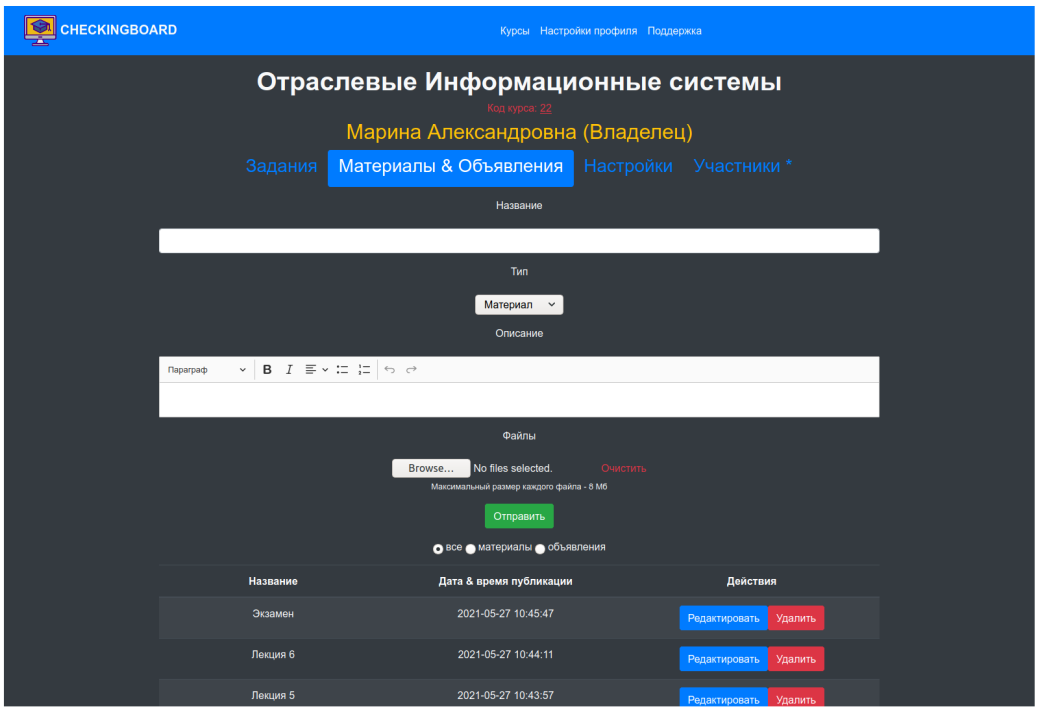 CHECKINGBOARD Курсы Настройки профиля Поддержка
Отраслевые Информационные системы
Код курса: 22
Марина Александровна (Владелец)
Задания Материалы & Объявления Настройки Участники *
Название
Тип
Материал
Описание
Параграф B I
Файлы
Browse... No files selected. Очистить
Максимальный размер каждого файла - 8 Мб
Отправить
все материалы объявления
Название Дата & время публикации Действия
Экзамен 2021-05-27 10:45:47 Редактировать Удалить
Лекция 6 2021-05-27 10:44:11 Редактировать Удалить
Лекция 5 2021-05-27 10:43:57 Редактировать Удалить